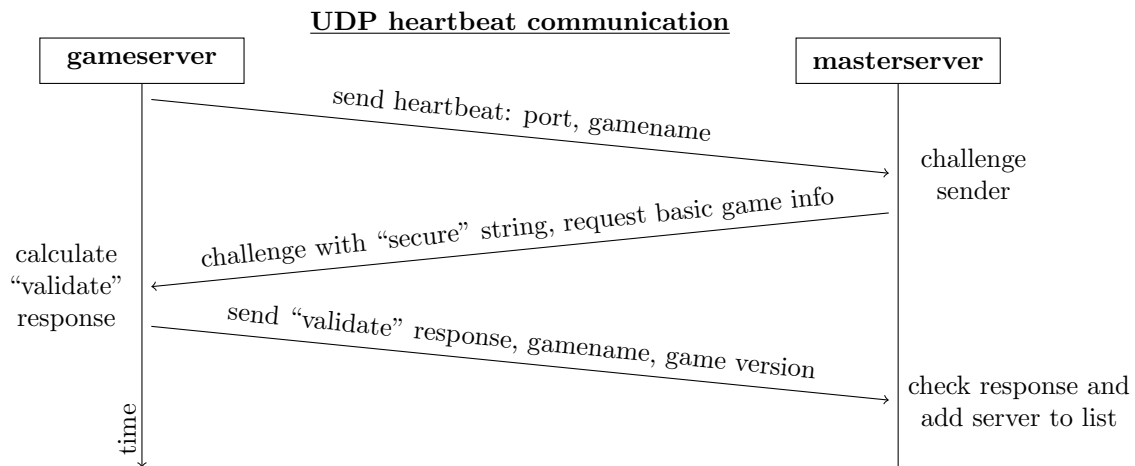 UDP heartbeat communication
gameserver
masterserver
send heartbeat: port, gamename
challenge
sender
challenge with “secure” string, request basic game info
calculate
“validate”
response
send “validate” response, gamename, game version
check response and
add server to list
time